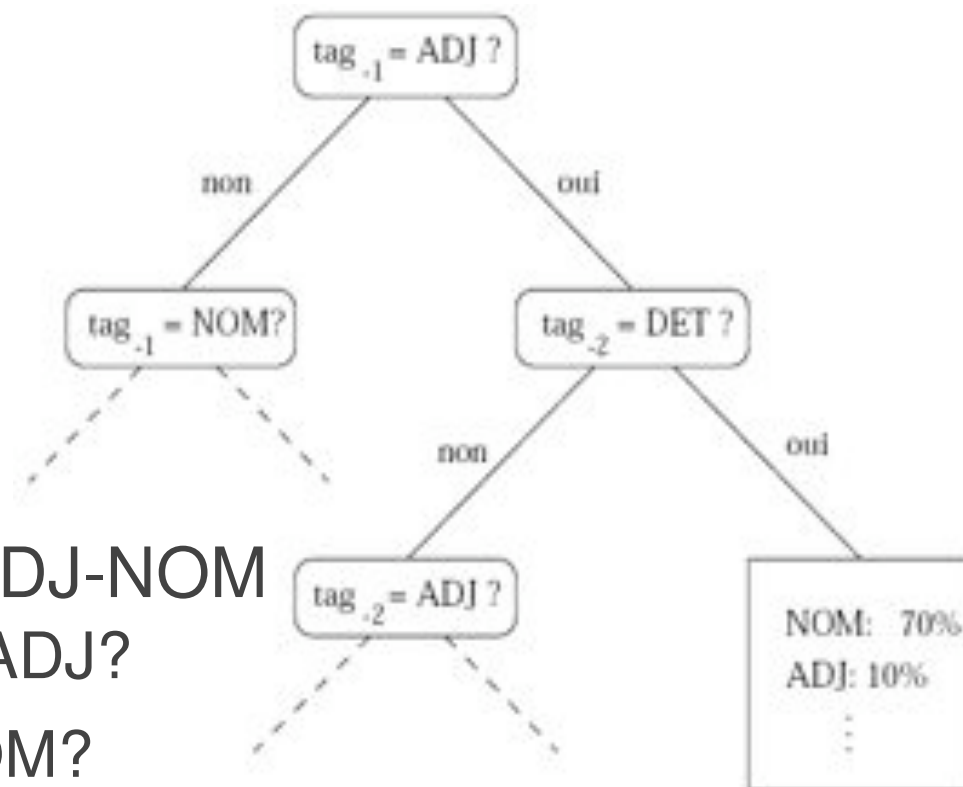 tag -1 = ADJ ?
non
oui
tag -1 = NOM?
tag -2 = DET ?
non
oui
DJ-NOM
tag -2 = ADJ ?
NOM: 70%
ADJ?
ADJ: 10%
OM?